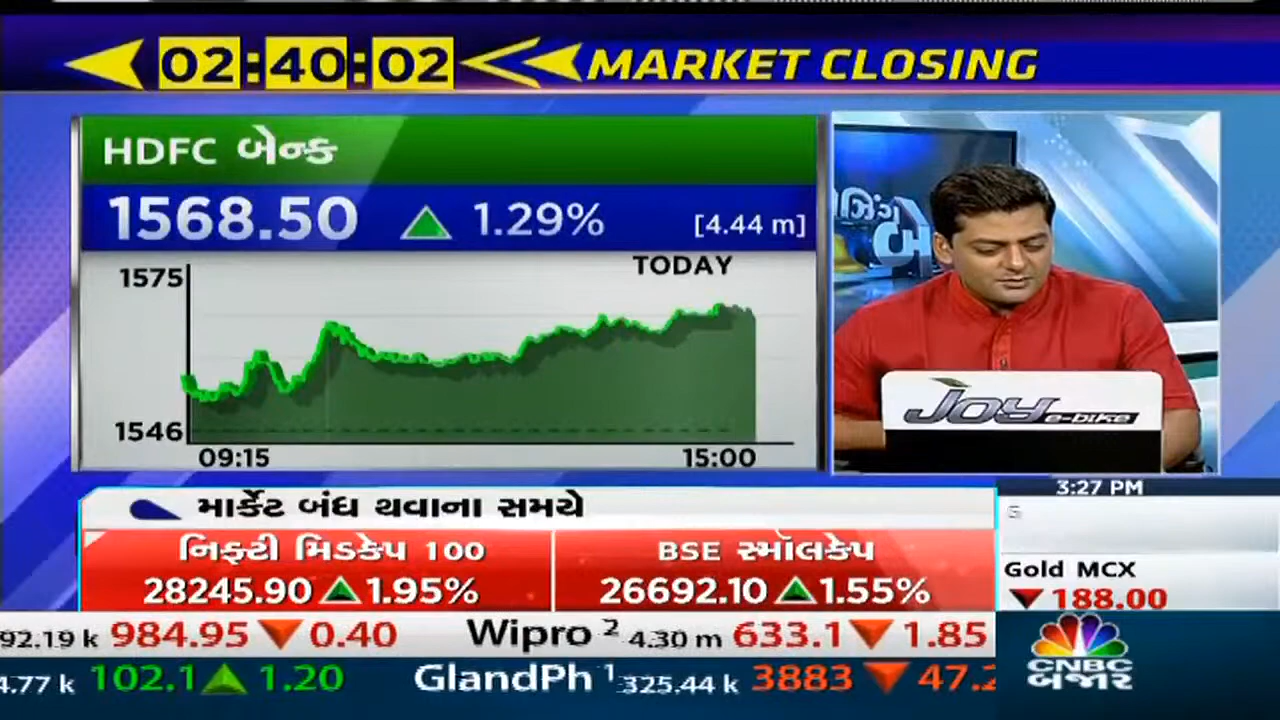 02:40:02 MARKET CLOSING
HDFC બેન્ક
1568.50 1.29% [4.44 m]
TODAY
1575
1546
09:15 15:00
Joy e-bike
3:27 PM
માર્કેટ બંધ થવાના સમયે
નિફ્ટી મિડકેપ 100
28245.90 1.95%
BSE સ્મૉલકેપ
26692.10 1.55%
Gold MCX
188.00
92.19 k 984.95 0.40 Wipro 2 4.30 m 633.1 1.85
4.77 k 102.1 1.20 GlandPh 1 325.44 k 3883 47.2
CNBC
બજાર